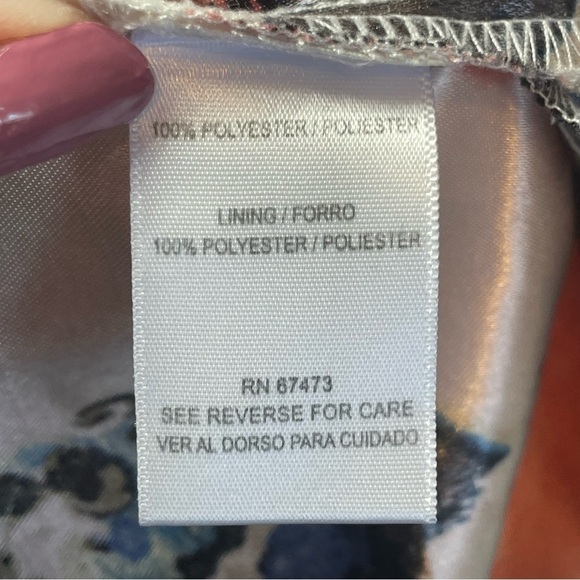 100% POLYESTER / POLIESTER
LINING / FORRO
100% POLYESTER / POLIESTER
RN 67473
SEE REVERSE FOR CARE
VER AL DORSO PARA CUIDADO